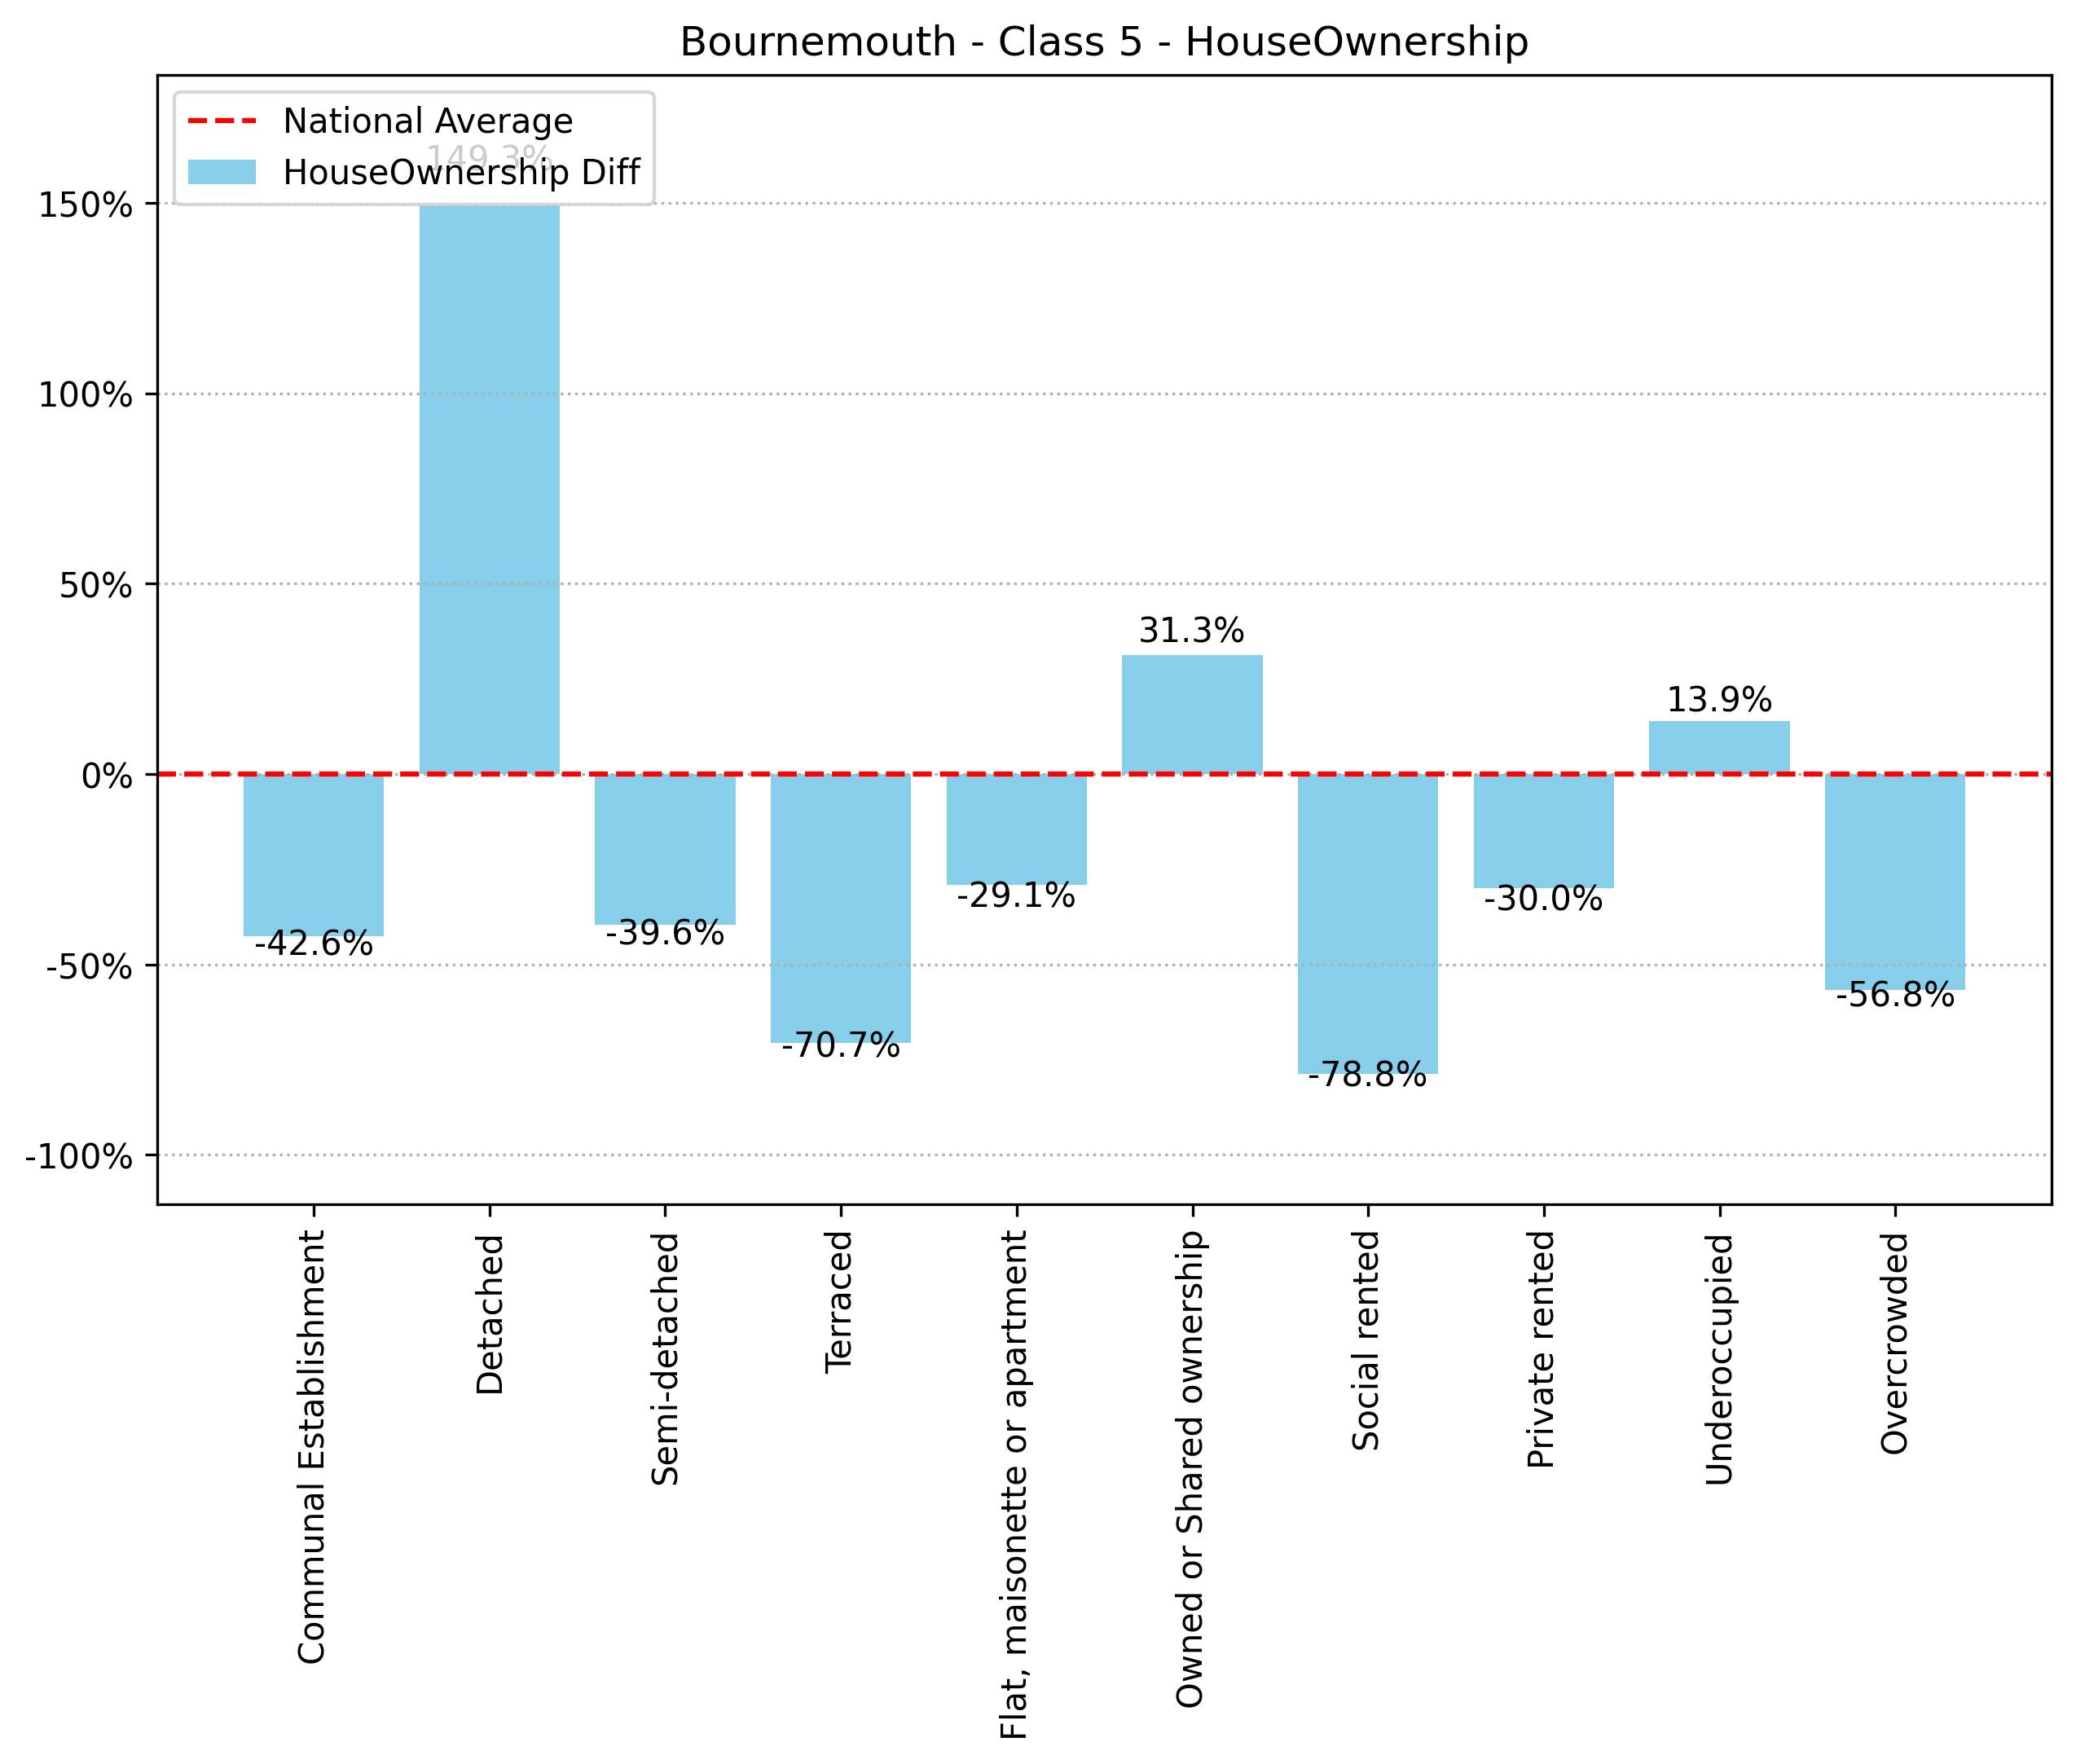 Bournemouth - Class 5 - HouseOwnership
National Average
149.3%
HouseOwnership Diff
150%
100%
50%
0%
-50%
-100%
31.3%
13.9%
-42.6%
-39.6%
-70.7%
-29.1%
-78.8%
-30.0%
-56.8%
Communal Establishment
Detached
Semi-detached
Terraced
Flat, maisonette or apartment
Owned or Shared ownership
Social rented
Private rented
Underoccupied
Overcrowded